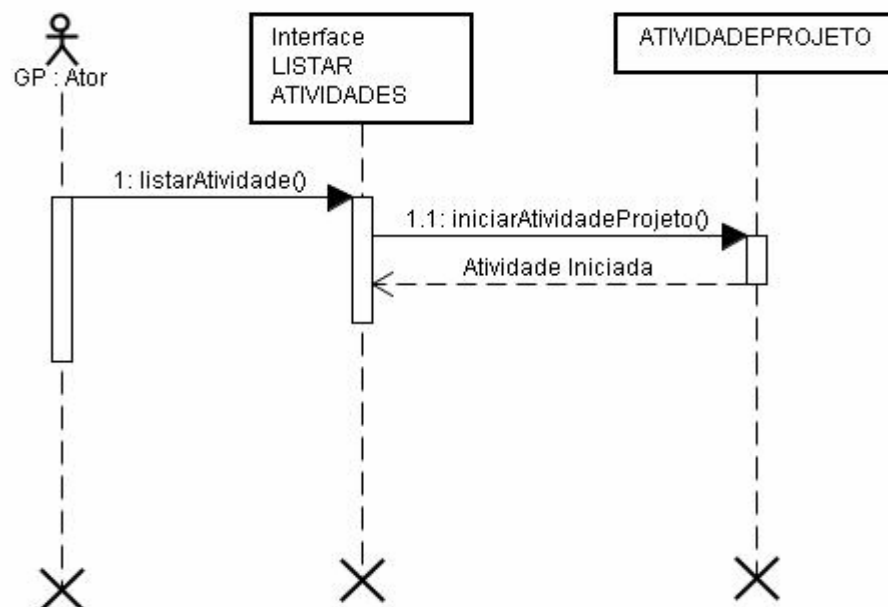 GP : Ator
Interface
LISTAR
ATIVIDADES
ATIVIDADEPROJETO
1: listarAtividade()
1.1: iniciarAtividadeProjeto()
Atividade Iniciada